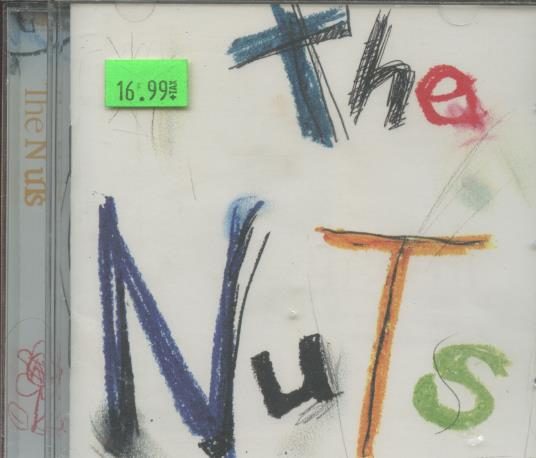 the
16.99 +TAX
NuTs
The Nuts